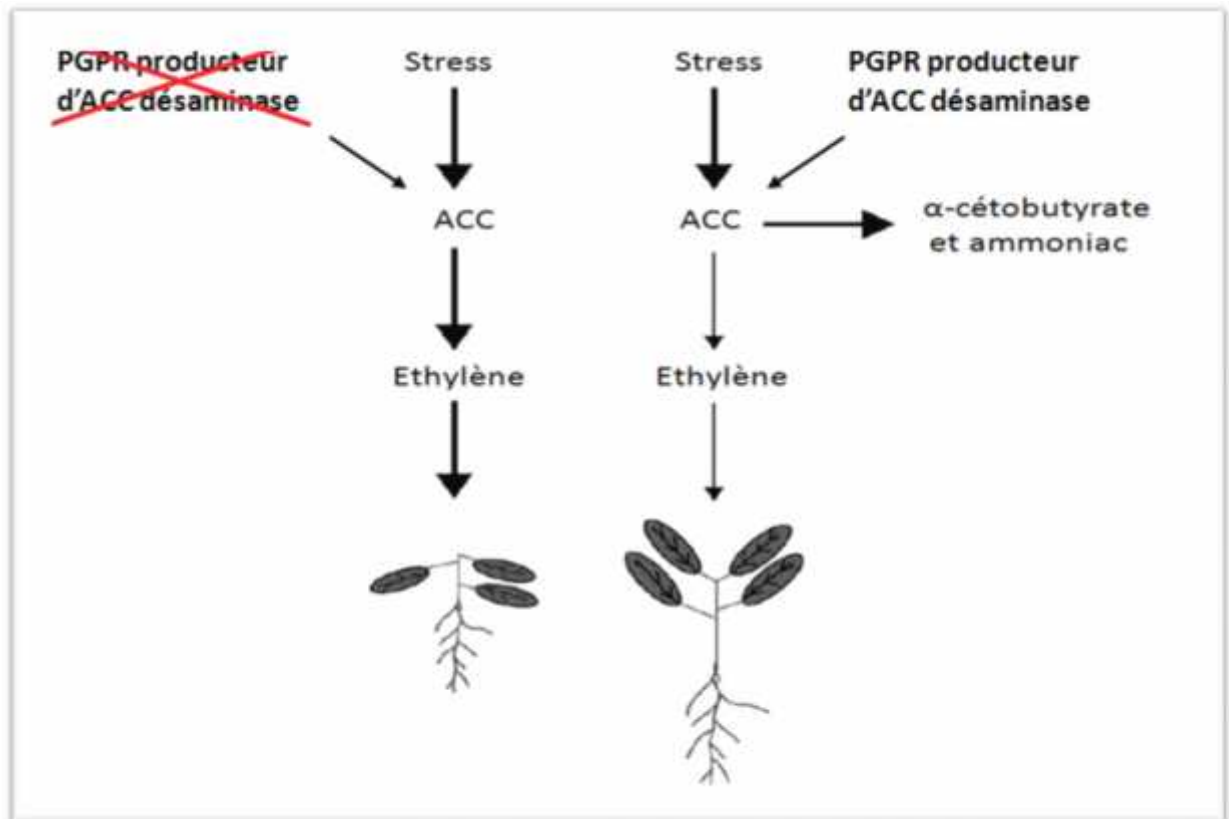 PGPR producteur
d'ACC désaminase
Stress
Stress
PGPR producteur
d'ACC désaminase
ACC
ACC
α-cétobutyrate
et ammoniac
Ethylène
Ethylène